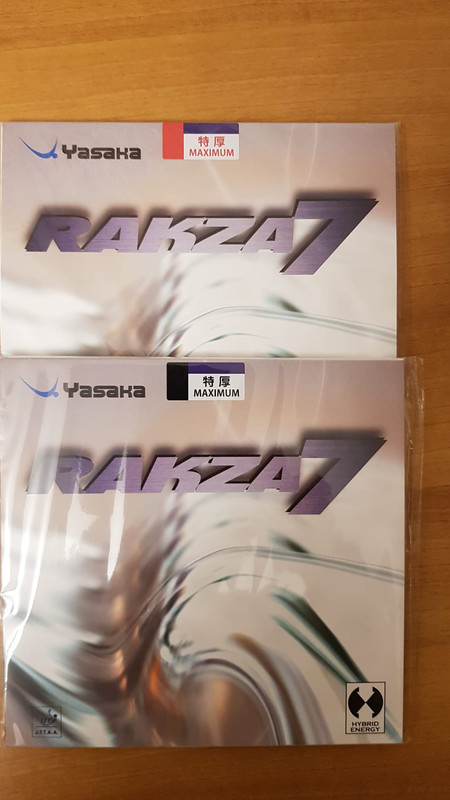 Yasaka
特厚
MAXIMUM
RAKZA7
Yasaka
特厚
MAXIMUM
RAKZA7
I.T.T.A.A.
HYBRID
ENERGY